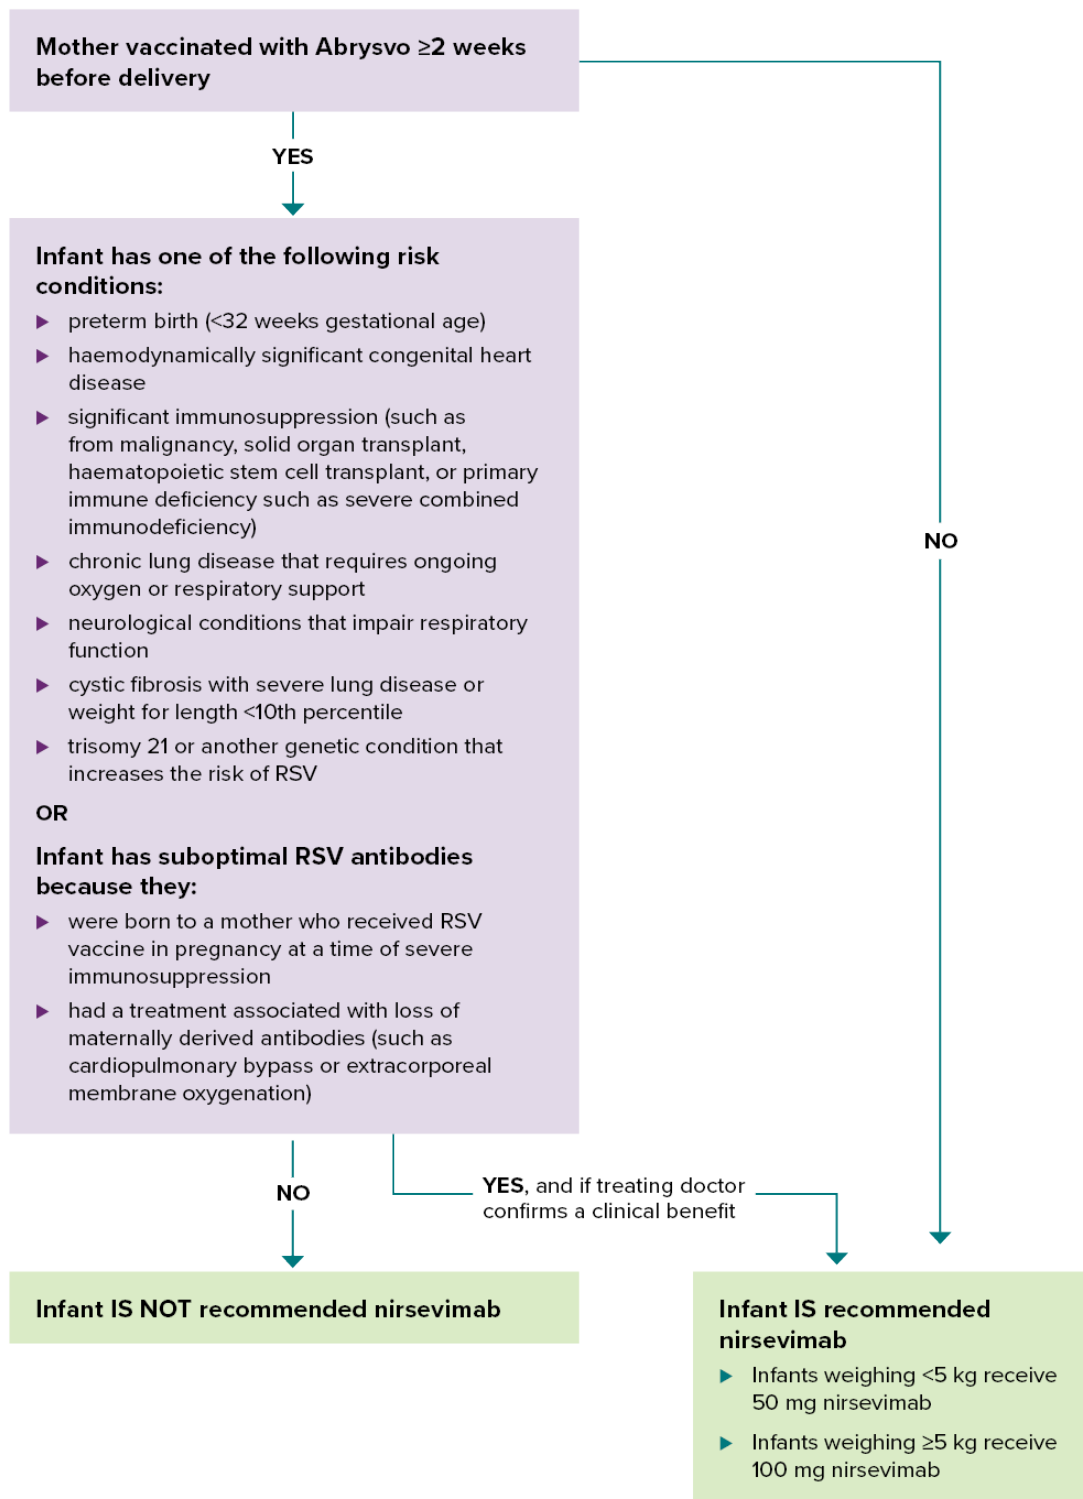 Mother vaccinated with Abrysvo ≥2 weeks
before delivery
YES
Infant has one of the following risk
conditions:
preterm birth (<32 weeks gestational age)
haemodynamically significant congenital heart
disease
significant immunosuppression (such as
from malignancy, solid organ transplant,
haematopoietic stem cell transplant, or primary
immune deficiency such as severe combined
immunodeficiency)
chronic lung disease that requires ongoing
oxygen or respiratory support
neurological conditions that impair respiratory
function
cystic fibrosis with severe lung disease or
weight for length <10th percentile
trisomy 21 or another genetic condition that
increases the risk of RSV
OR
Infant has suboptimal RSV antibodies
because they:
were born to a mother who received RSV
vaccine in pregnancy at a time of severe
immunosuppression
had a treatment associated with loss of
maternally derived antibodies (such as
cardiopulmonary bypass or extracorporeal
membrane oxygenation)
NO
NO
YES, and if treating doctor
confirms a clinical benefit
Infant IS NOT recommended nirsevimab
Infant IS recommended
nirsevimab
Infants weighing <5 kg receive
50 mg nirsevimab
Infants weighing ≥5 kg receive
100 mg nirsevimab